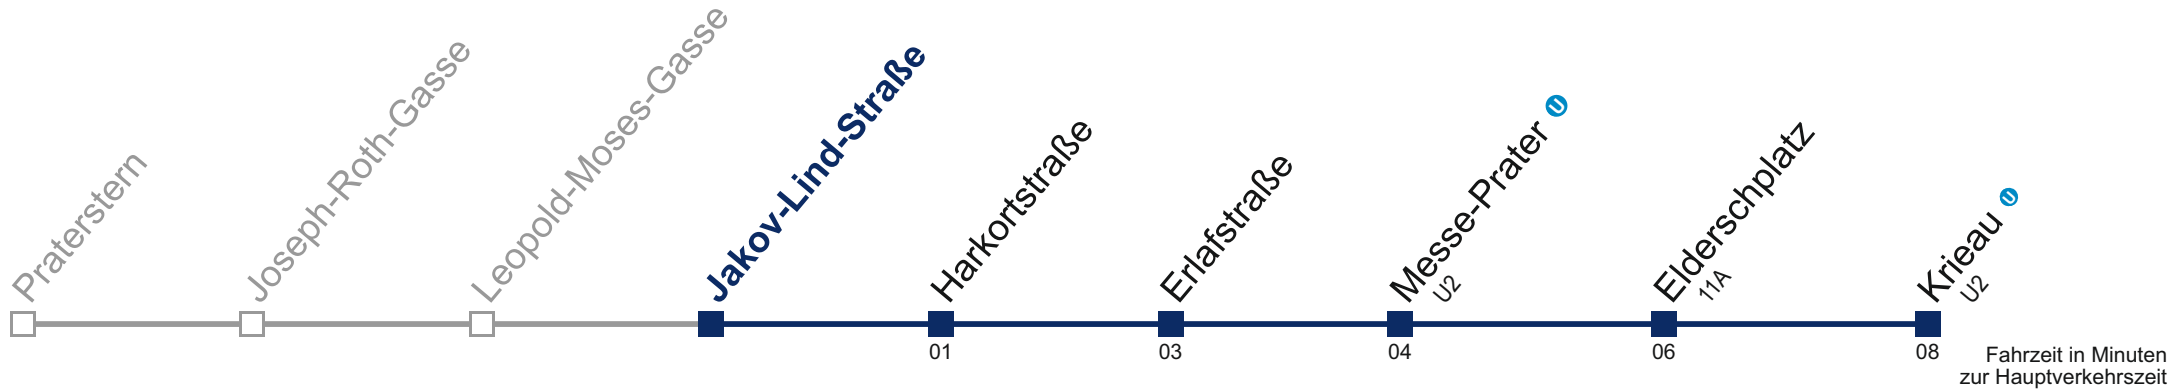 Praterstern
Joseph-Roth-Gasse
Leopold-Moses-Gasse
Jakov-Lind-Straße
Harkortstraße
Erlafstraße
Messe-Prater U
U2
Elderschplatz
11A
Krieau U
U2
01
03
04
06
08
Fahrzeit in Minuten
zur Hauptverkehrszeit